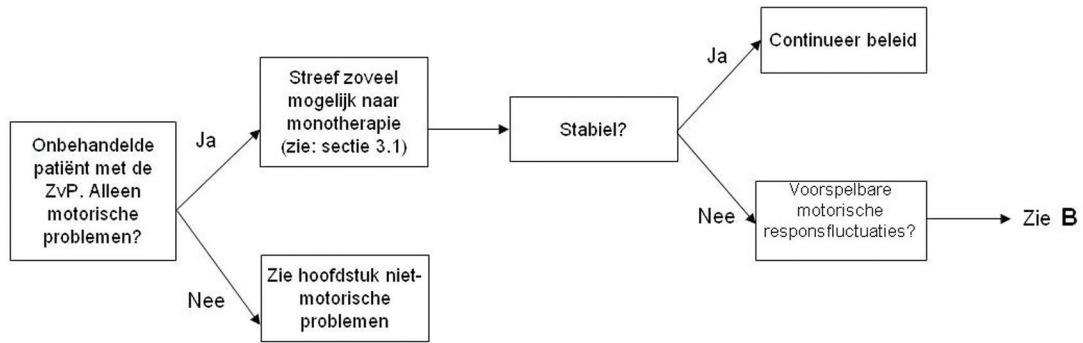 Onbehandelde
patiënt met de
ZvP. Alleen
motorische
problemen?
Ja
Nee
Streef zoveel
mogelijk naar
monotherapie
(zie: sectie 3.1)
Zie hoofdstuk niet-
motorische
problemen
Stabiel?
Ja
Nee
Continueer beleid
Voorspelbare
motorische
responsfluctuaties?
Zie B